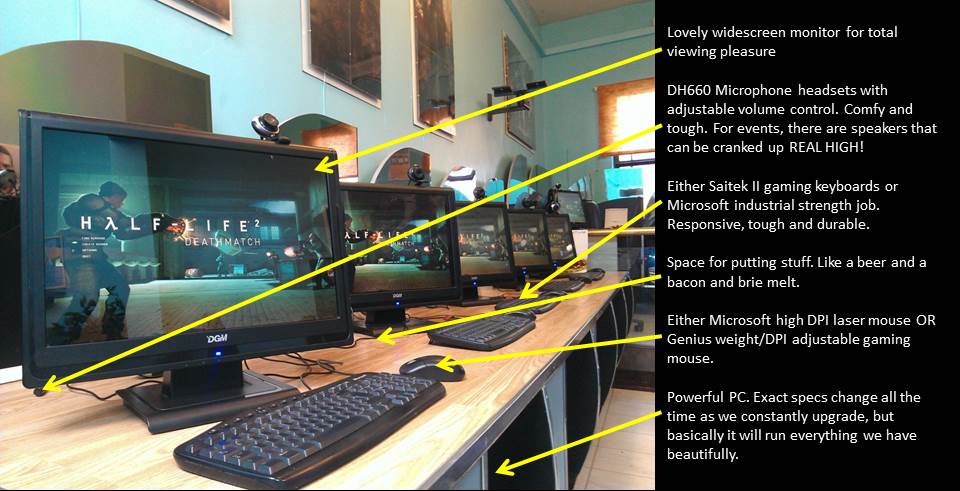 Lovely widescreen monitor for total
viewing pleasure
DH660 Microphone headsets with
adjustable volume control. Comfy and
tough. For events, there are speakers that
can be cranked up REAL HIGH!
Either Saitek II gaming keyboards or
Microsoft industrial strength job.
Responsive, tough and durable.
Space for putting stuff. Like a beer and a
bacon and brie melt.
Either Microsoft high DPI laser mouse OR
Genius weight/DPI adjustable gaming
mouse.
Powerful PC. Exact specs change all the
time as we constantly upgrade, but
basically it will run everything we have
beautifully.
HλLF-LIFE²
DEATHMATCH
DGM
DGM